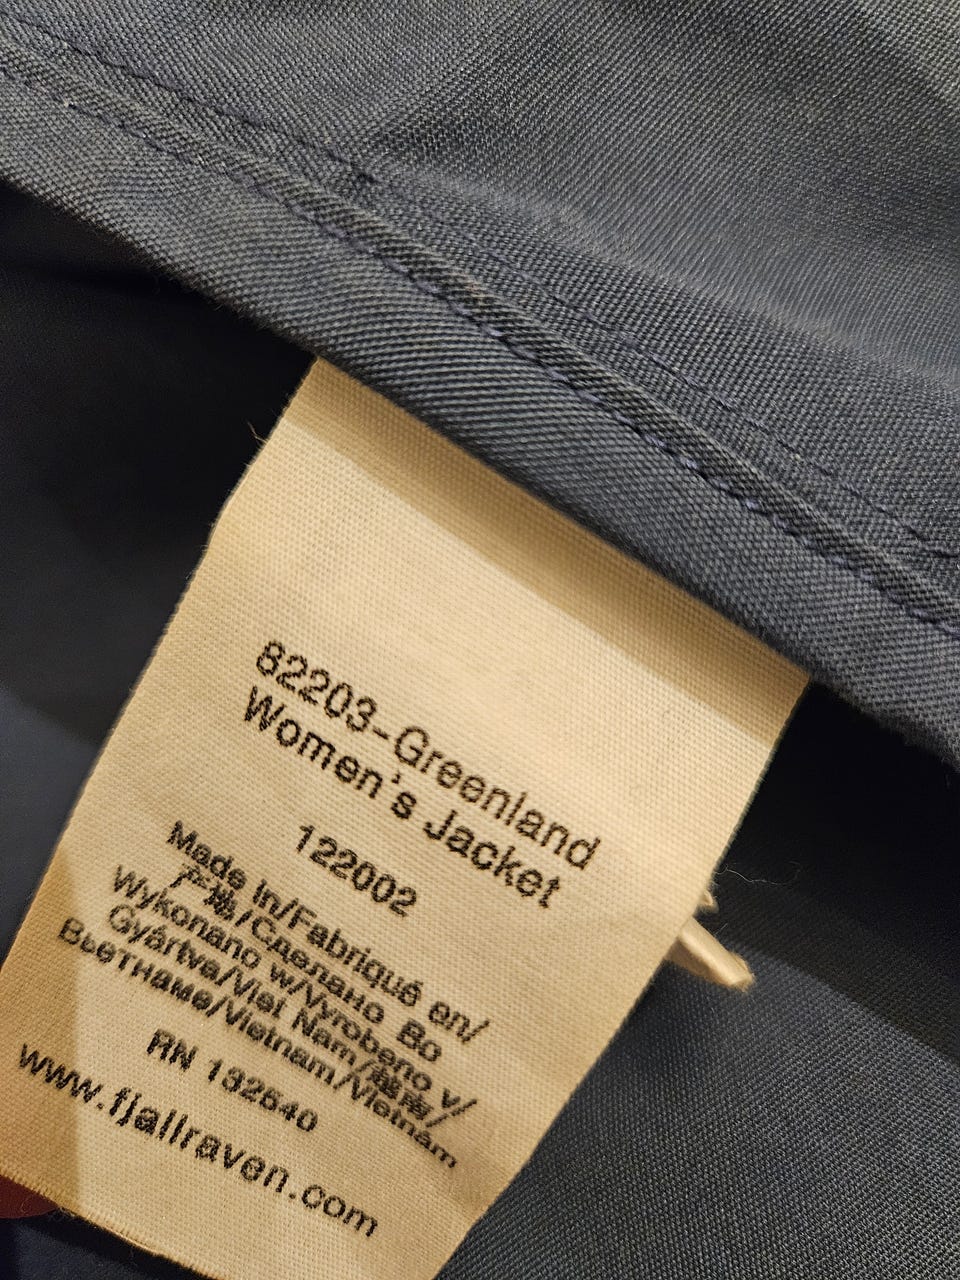 82203-Greenland
Women's Jacket
122002
Made In/Fabriqué en/
产地/Сделано Во
Wykonano w/Vyrobeno v/
Gyártva/Viet Nam/越南/
Вьетнаме/Vietnam/Vietnám
RN 132640
www.fjallraven.com